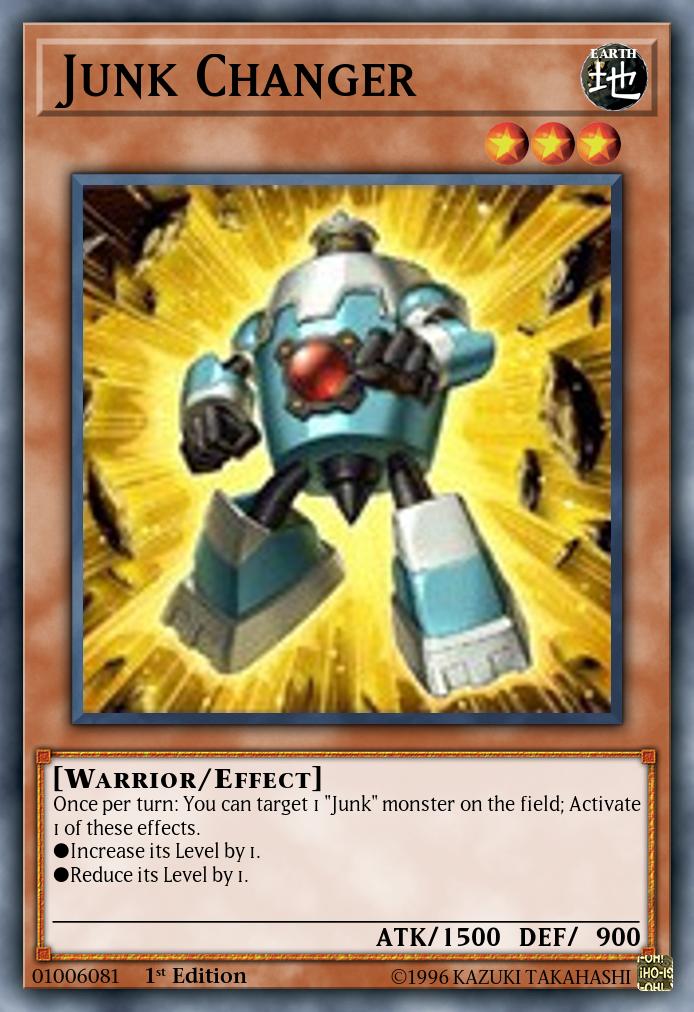 JUNK CHANGER
EARTH
地
[WARRIOR/EFFECT]
Once per turn: You can target 1 "Junk" monster on the field; Activate
1 of these effects.
●Increase its Level by 1.
●Reduce its Level by 1.
ATK/1500 DEF/ 900
01006081 1st Edition ©1996 KAZUKI TAKAHASHI